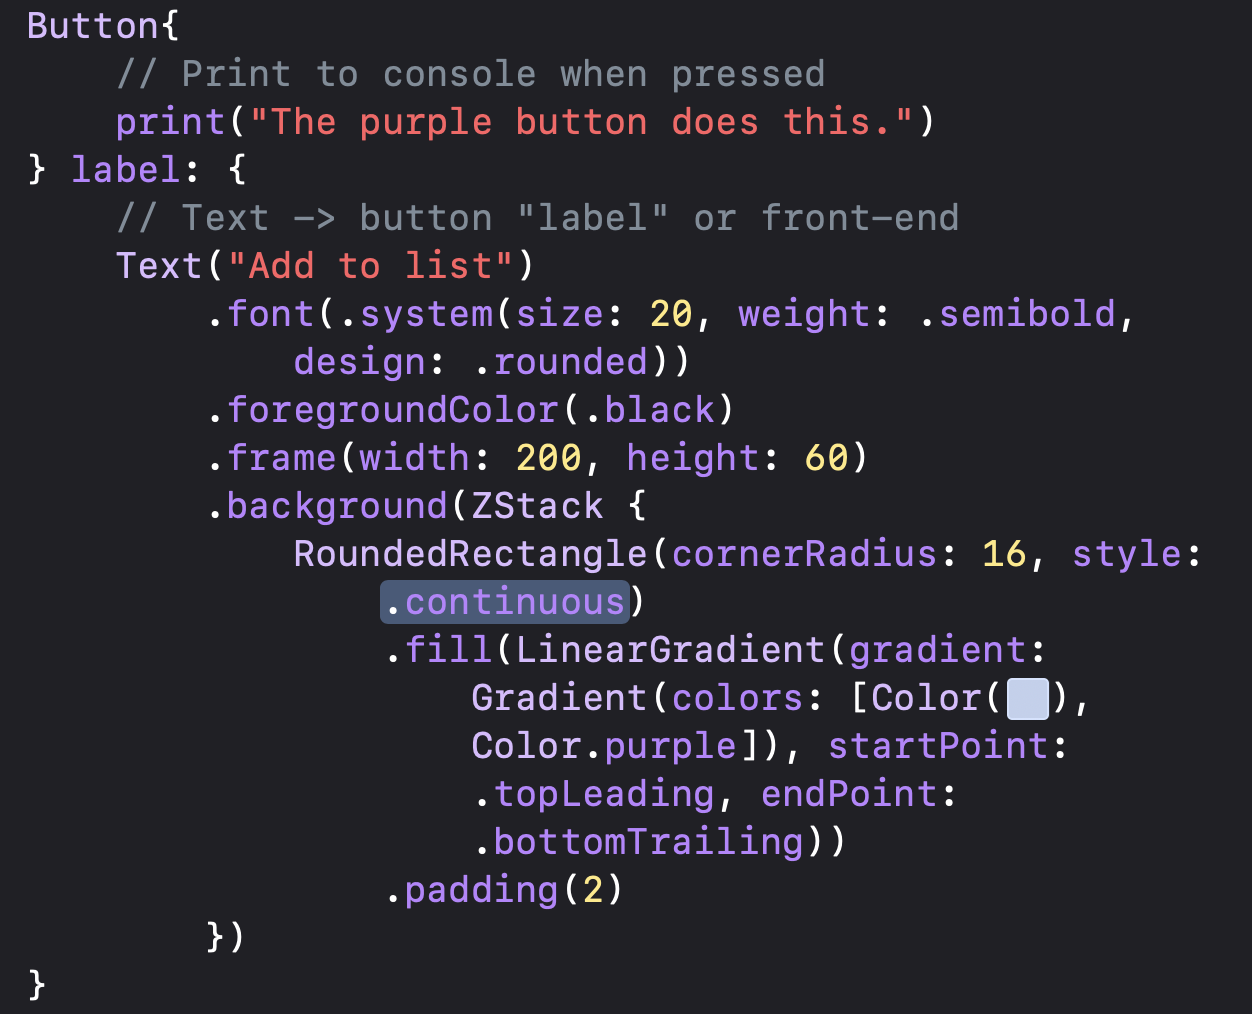 Button{
// Print to console when pressed
print("The purple button does this.")
} label: {
// Text -> button "label" or front-end
Text("Add to list")
.font(.system(size: 20, weight: .semibold,
design: .rounded))
.foregroundColor(.black)
.frame(width: 200, height: 60)
.background(ZStack {
RoundedRectangle(cornerRadius: 16, style:
.continuous)
.fill(LinearGradient(gradient:
Gradient(colors: [Color( ),
Color.purple]), startPoint:
.topLeading, endPoint:
.bottomTrailing))
.padding(2)
})
}